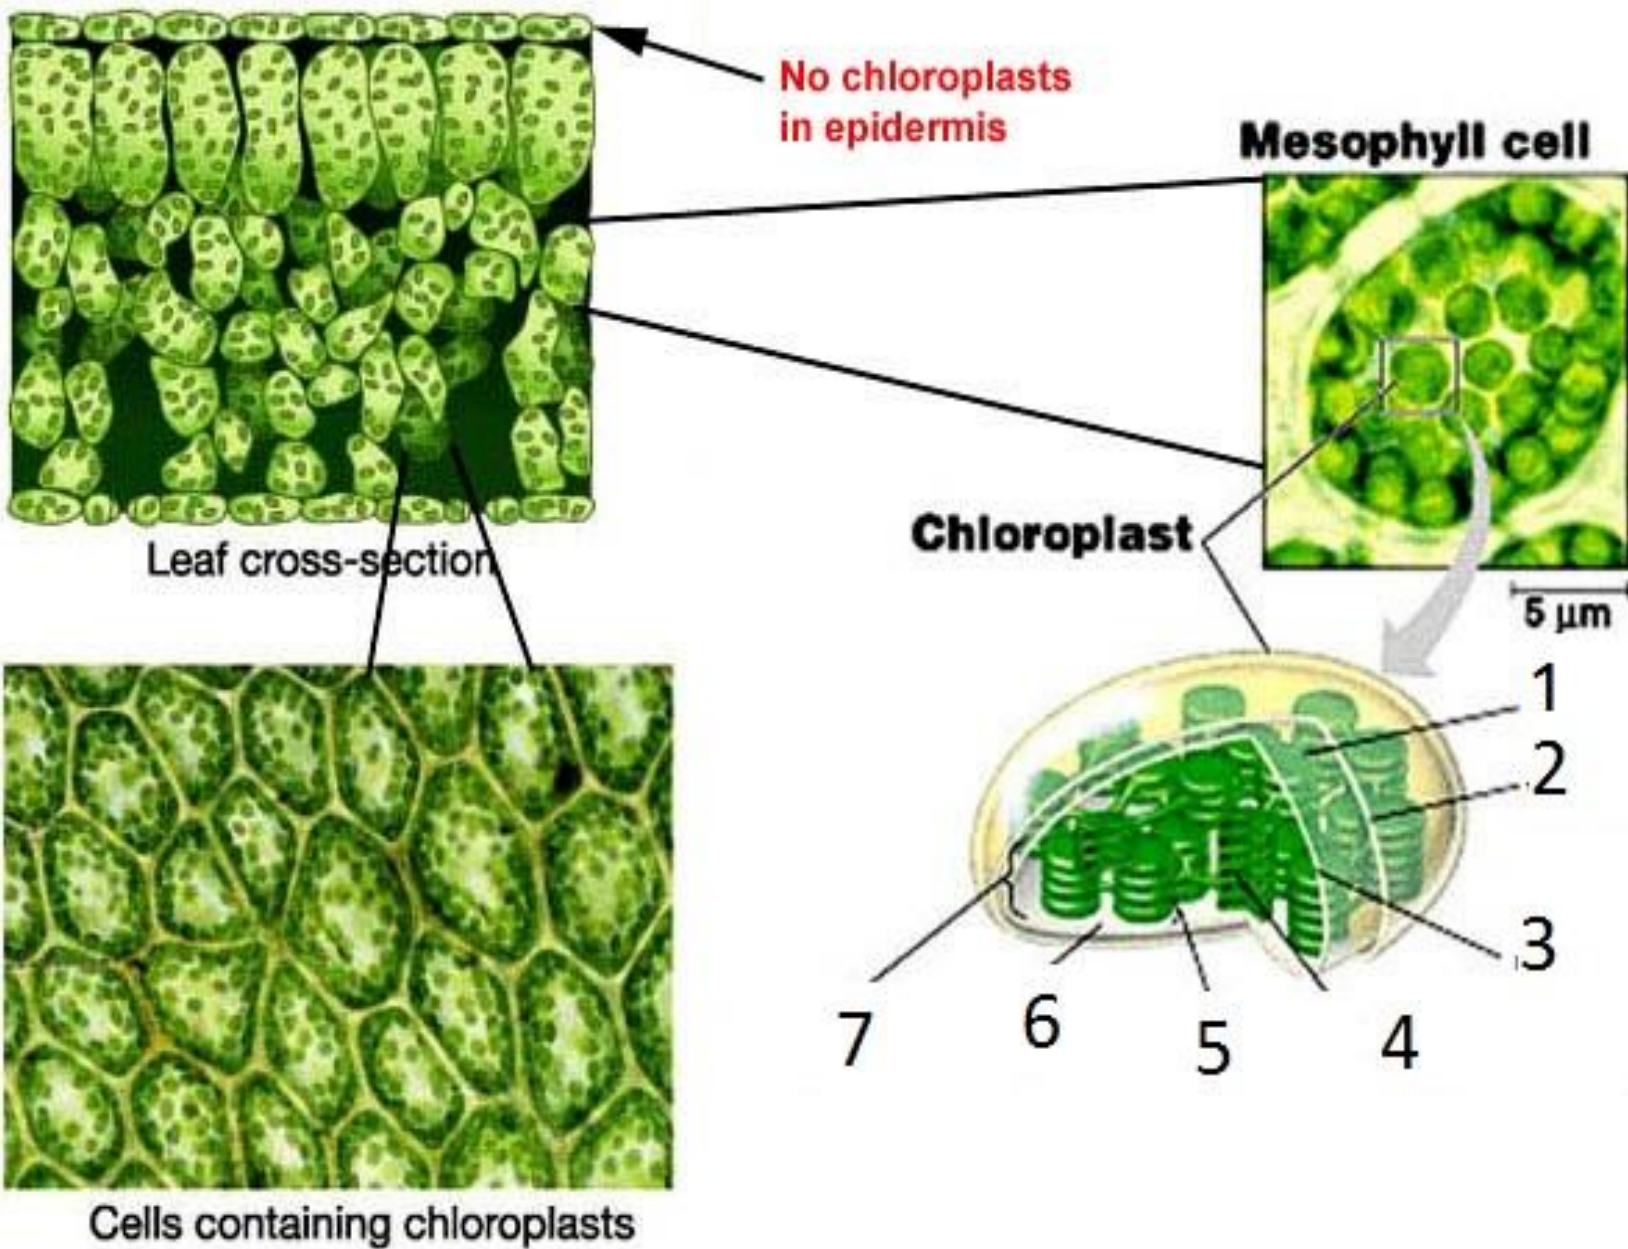 No chloroplasts
in epidermis
Mesophyll cell
Leaf cross-section
Chloroplast
5 µm
1
2
3
4
5
6
7
Cells containing chloroplasts